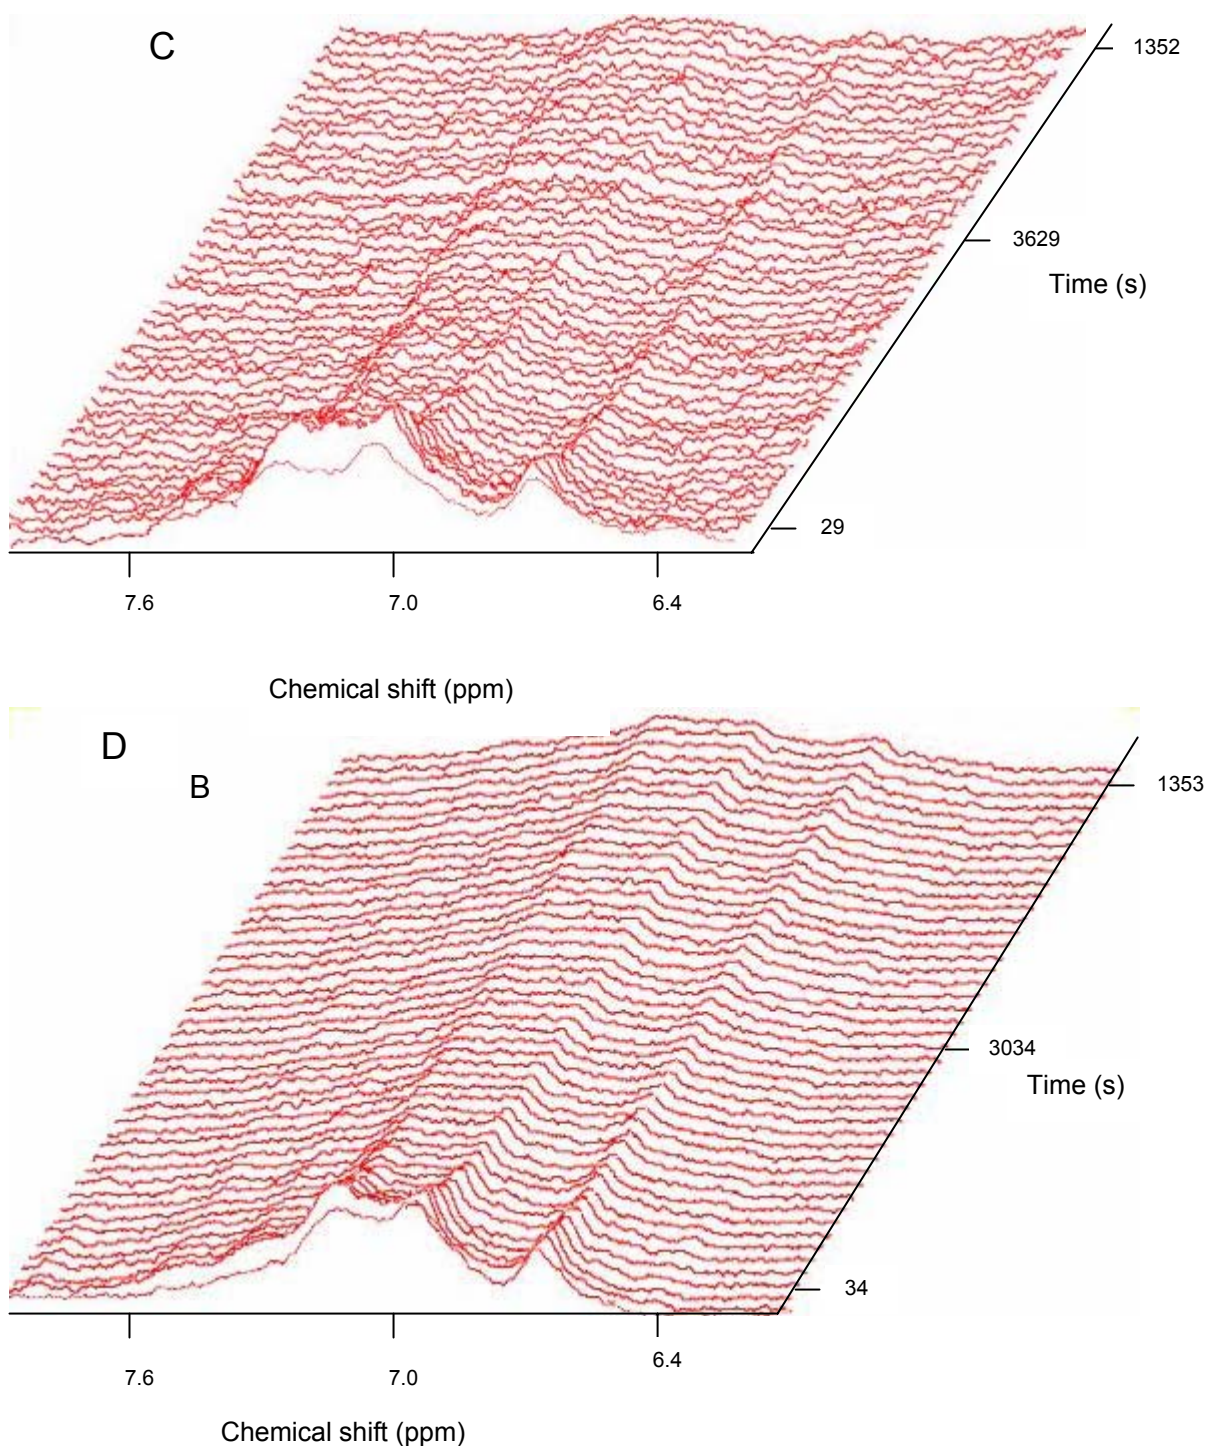 C
1352
3629
Time (s)
29
7.6 7.0 6.4
Chemical shift (ppm)
D
B
1353
3034
Time (s)
34
7.6 7.0 6.4
Chemical shift (ppm)